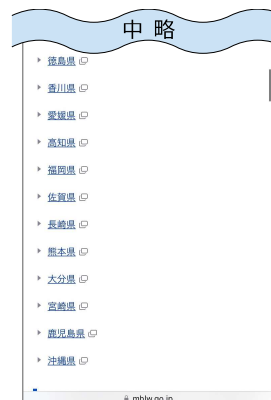 中略
徳島県
香川県
愛媛県
高知県
福岡県
佐賀県
長崎県
熊本県
大分県
宮崎県
鹿児島県
沖縄県
mhlw.go.jp